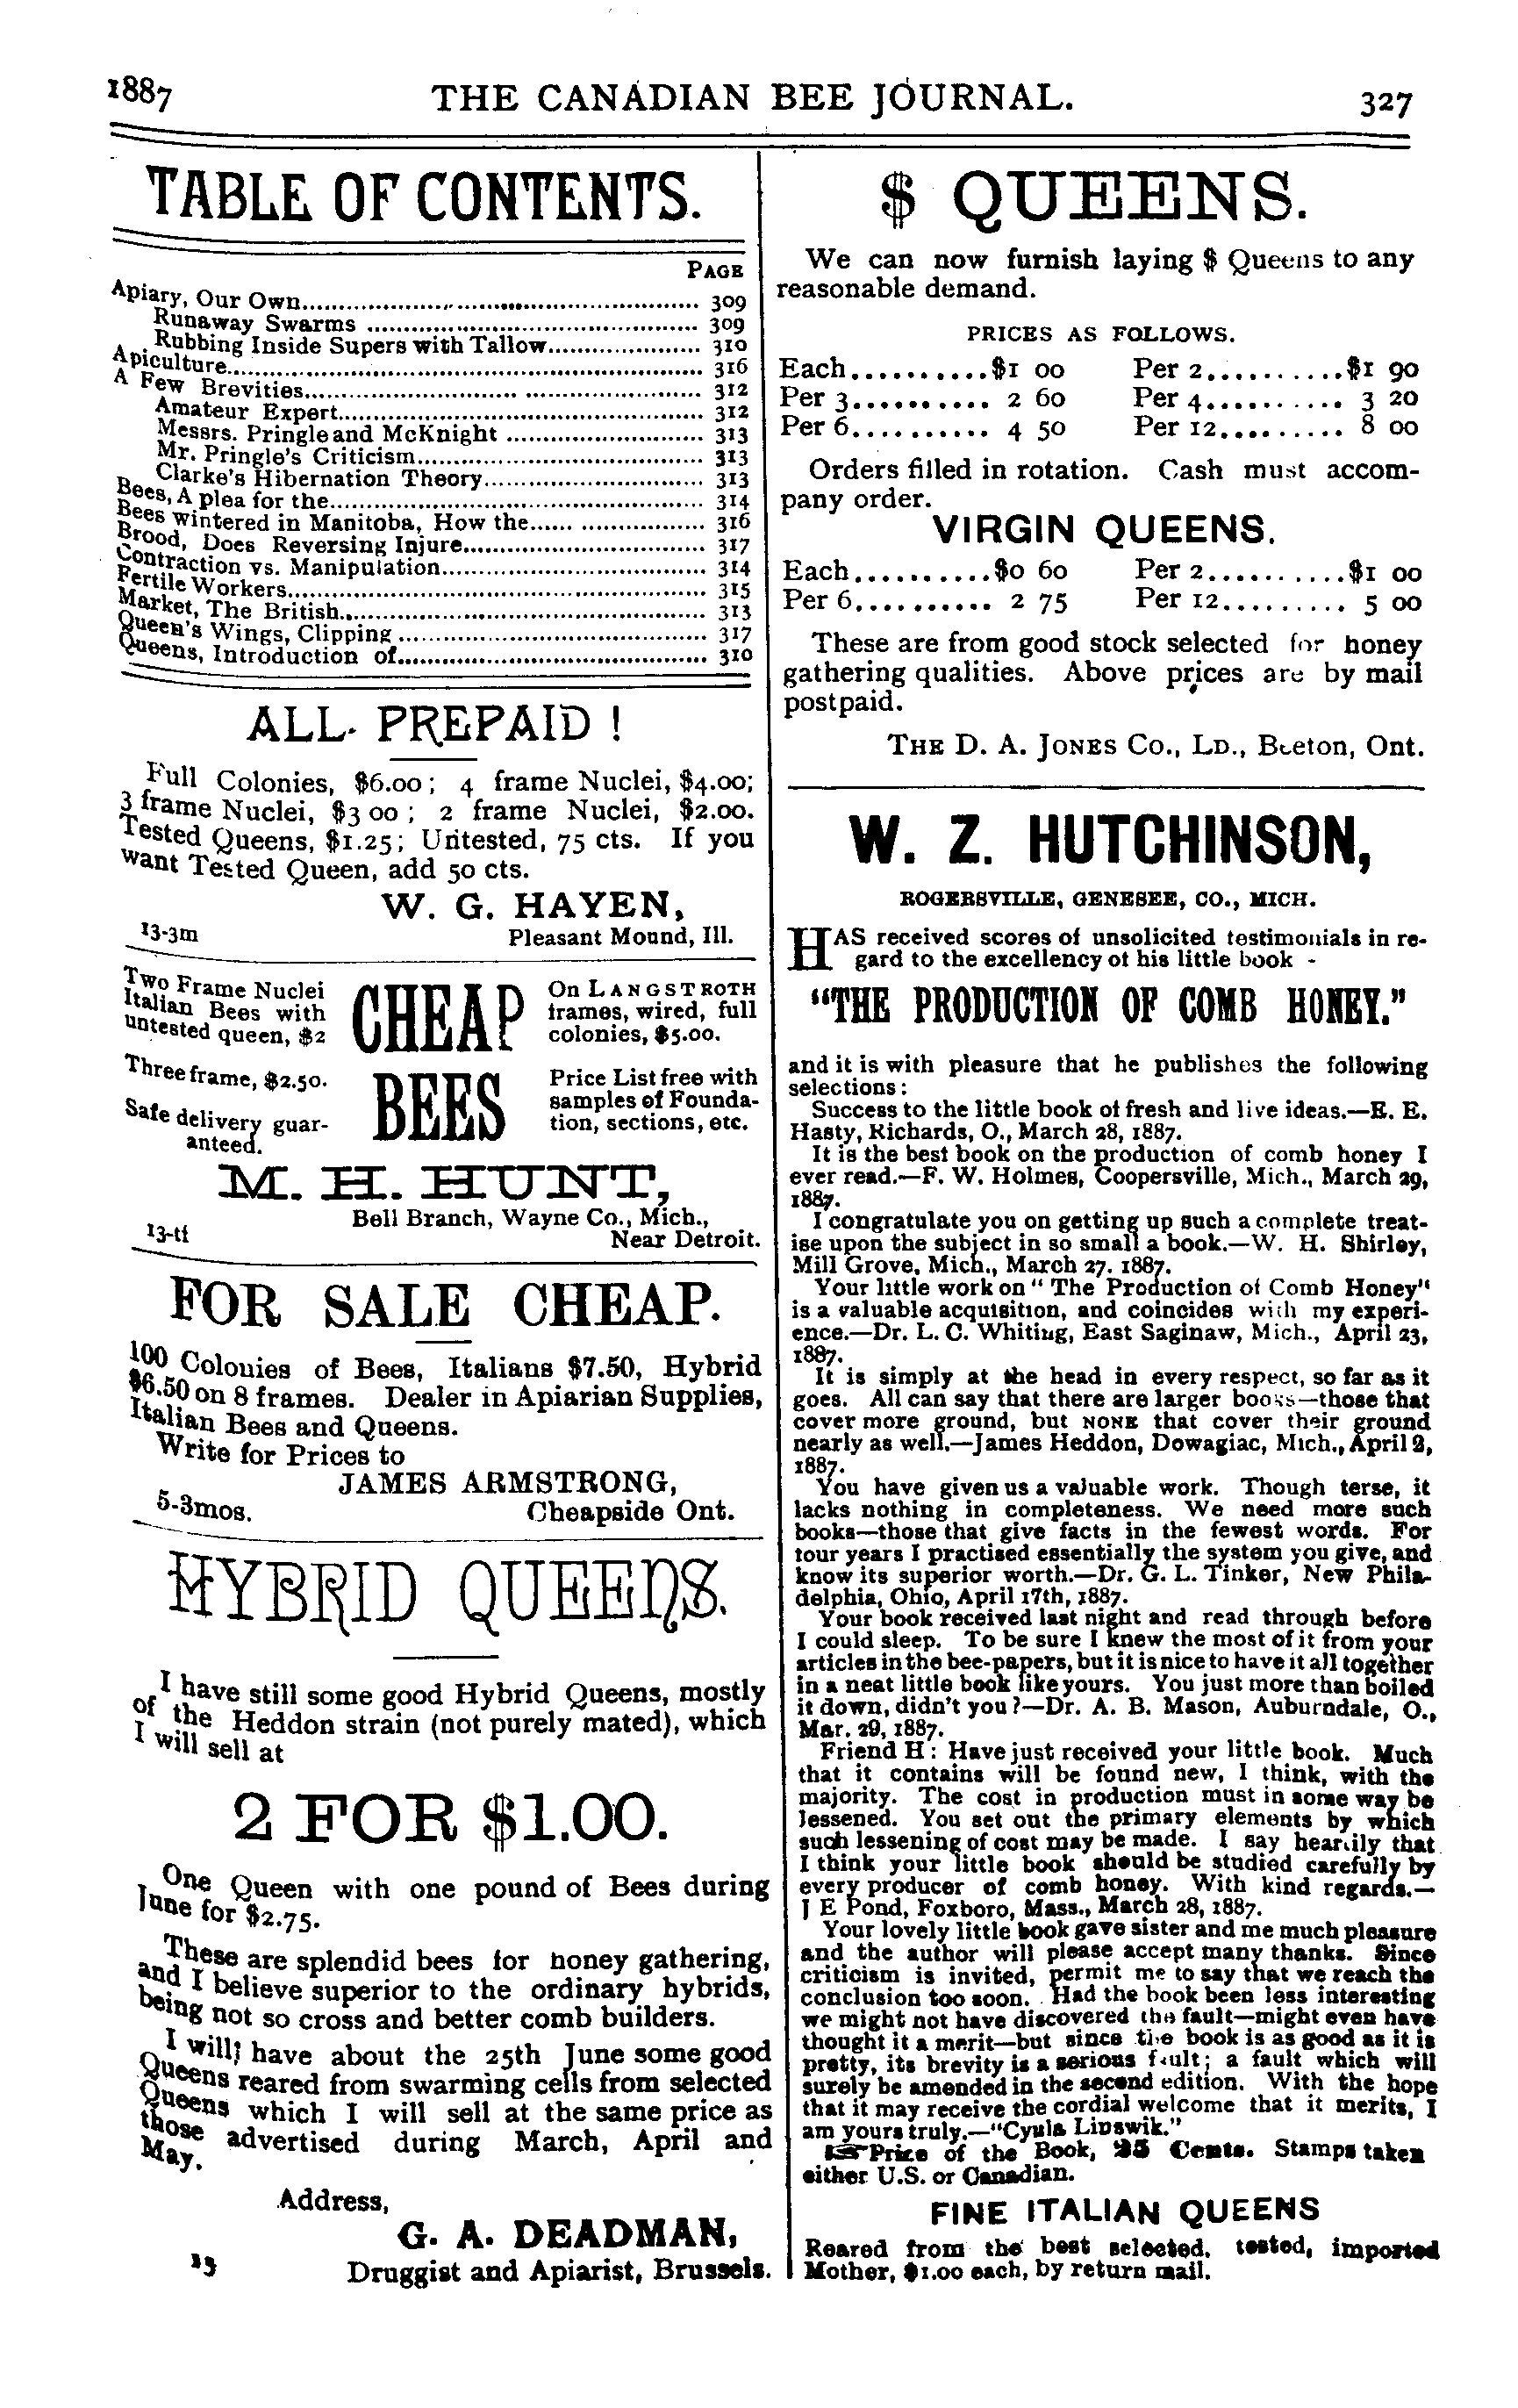 1887 THE CANADIAN BEE JOURNAL. 327
TABLE OF CONTENTS.
PAGE
Apiary, Our Own 309
Runaway Swarms 309
Rubbing Inside Supers with Tallow 310
Apiculture 316
A Few Brevities 312
Amateur Expert 312
Messrs. Pringle and McKnight 313
Mr. Pringle's Criticism 313
Clarke's Hibernation Theory 313
Bees, A plea for the 314
Bees wintered in Manitoba, How the 316
Brood, Does Reversing Injure 317
Contraction vs. Manipulation 314
Fertile Workers 315
Market, The British 313
Queen's Wings, Clipping 317
Queens, Introduction of 310
ALL PREPAID !
Full Colonies, $6.00; 4 frame Nuclei, $4.00;
3 frame Nuclei, $3 00 ; 2 frame Nuclei, $2.00.
Tested Queens, $1.25; Untested, 75 cts. If you
want Tested Queen, add 50 cts.
W. G. HAYEN,
13-3m Pleasant Mound, Ill.
Two Frame Nuclei
Italian Bees with
untested queen, $2
Three frame, $2.50.
Safe delivery guar-
anteed.
CHEAP
BEES
On LANGSTROTH
frames, wired, full
colonies, $5.00.
Price List free with
samples of Founda-
tion, sections, etc.
M. H. HUNT,
Bell Branch, Wayne Co., Mich.,
13-tf Near Detroit.
FOR SALE CHEAP.
100 Colonies of Bees, Italians $7.50, Hybrid
$6.50 on 8 frames. Dealer in Apiarian Supplies,
Italian Bees and Queens.
Write for Prices to
JAMES ARMSTRONG,
5-3mos. Cheapside Ont.
HYBRID QUEENS.
I have still some good Hybrid Queens, mostly
of the Heddon strain (not purely mated), which
I will sell at
2 FOR $1.00.
One Queen with one pound of Bees during
June for $2.75.
These are splendid bees for honey gathering,
and I believe superior to the ordinary hybrids,
being not so cross and better comb builders.
I will have about the 25th June some good
Queens reared from swarming cells from selected
Queens which I will sell at the same price as
those advertised during March, April and
May.
Address,
G. A. DEADMAN,
13 Druggist and Apiarist, Brussels.
$ QUEENS.
We can now furnish laying $ Queens to any
reasonable demand.
PRICES AS FOLLOWS.
Each..........$1 00 Per 2..........$1 90
Per 3.......... 2 60 Per 4.......... 3 20
Per 6.......... 4 50 Per 12......... 8 00
Orders filled in rotation. Cash must accom-
pany order.
VIRGIN QUEENS.
Each..........$0 60 Per 2..........$1 00
Per 6.......... 2 75 Per 12......... 5 00
These are from good stock selected for honey
gathering qualities. Above prices are by mail
postpaid.
THE D. A. JONES CO., LD., Beeton, Ont.
W. Z. HUTCHINSON,
ROGERSVILLE, GENESEE, CO., MICH.
HAS received scores of unsolicited testimonials in re-
gard to the excellency of his little book -
"THE PRODUCTION OF COMB HONEY."
and it is with pleasure that he publishes the following
selections:
Success to the little book of fresh and live ideas.—E. E.
Hasty, Richards, O., March 28, 1887.
It is the best book on the production of comb honey I
ever read.—F. W. Holmes, Coopersville, Mich., March 29,
1887.
I congratulate you on getting up such a complete treat-
ise upon the subject in so small a book.—W. H. Shirley,
Mill Grove, Mich., March 27. 1887.
Your little work on " The Production of Comb Honey"
is a valuable acquisition, and coincides with my experi-
ence.—Dr. L. C. Whiting, East Saginaw, Mich., April 23,
1887.
It is simply at the head in every respect, so far as it
goes. All can say that there are larger books—those that
cover more ground, but NONE that cover their ground
nearly as well.—James Heddon, Dowagiac, Mich., April 2,
1887.
You have given us a valuable work. Though terse, it
lacks nothing in completeness. We need more such
books—those that give facts in the fewest words. For
four years I practised essentially the system you give, and
know its superior worth.—Dr. G. L. Tinker, New Phila-
delphia, Ohio, April 17th, 1887.
Your book received last night and read through before
I could sleep. To be sure I knew the most of it from your
articles in the bee-papers, but it is nice to have it all together
in a neat little book like yours. You just more than boiled
it down, didn't you?—Dr. A. B. Mason, Auburndale, O.,
Mar. 29, 1887.
Friend H: Have just received your little book. Much
that it contains will be found new, I think, with the
majority. The cost in production must in some way be
lessened. You set out the primary elements by which
such lessening of cost may be made. I say heartily that
I think your little book should be studied carefully by
every producer of comb honey. With kind regards.—
J E Pond, Foxboro, Mass., March 28, 1887.
Your lovely little book gave sister and me much pleasure
and the author will please accept many thanks. Since
criticism is invited, permit me to say that we reach the
conclusion too soon. Had the book been less interesting
we might not have discovered the fault—might even have
thought it a merit—but since the book is as good as it is
pretty, its brevity is a serious fault; a fault which will
surely be amended in the second edition. With the hope
that it may receive the cordial welcome that it merits, I
am yours truly.—"Cyula Linswik."
☞Price of the Book, 25 Cents. Stamps taken
either U.S. or Canadian.
FINE ITALIAN QUEENS
Reared from the best selected, tested, imported
Mother, $1.00 each, by return mail.